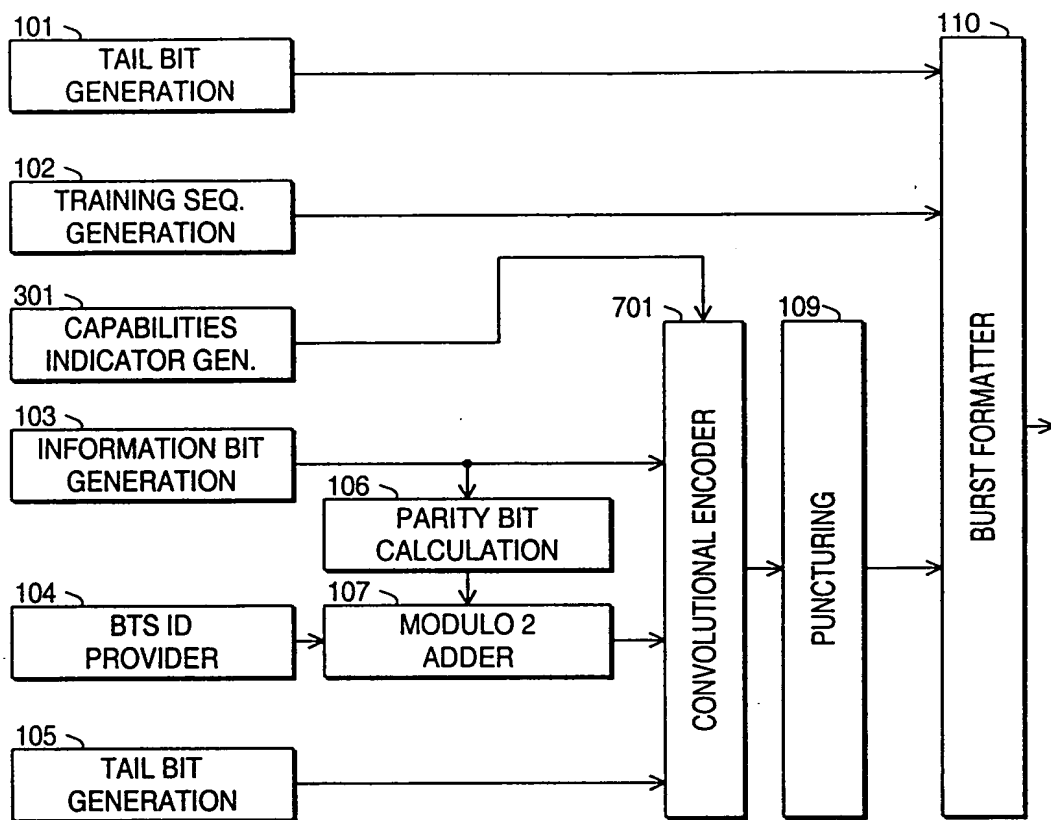 101
TAIL BIT
GENERATION
110
102
TRAINING SEQ.
GENERATION
301
CAPABILITIES
INDICATOR GEN.
701
109
103
INFORMATION BIT
GENERATION
106
PARITY BIT
CALCULATION
104
BTS ID
PROVIDER
107
MODULO 2
ADDER
105
TAIL BIT
GENERATION
CONVOLUTIONAL ENCODER
PUNCTURING
BURST FORMATTER